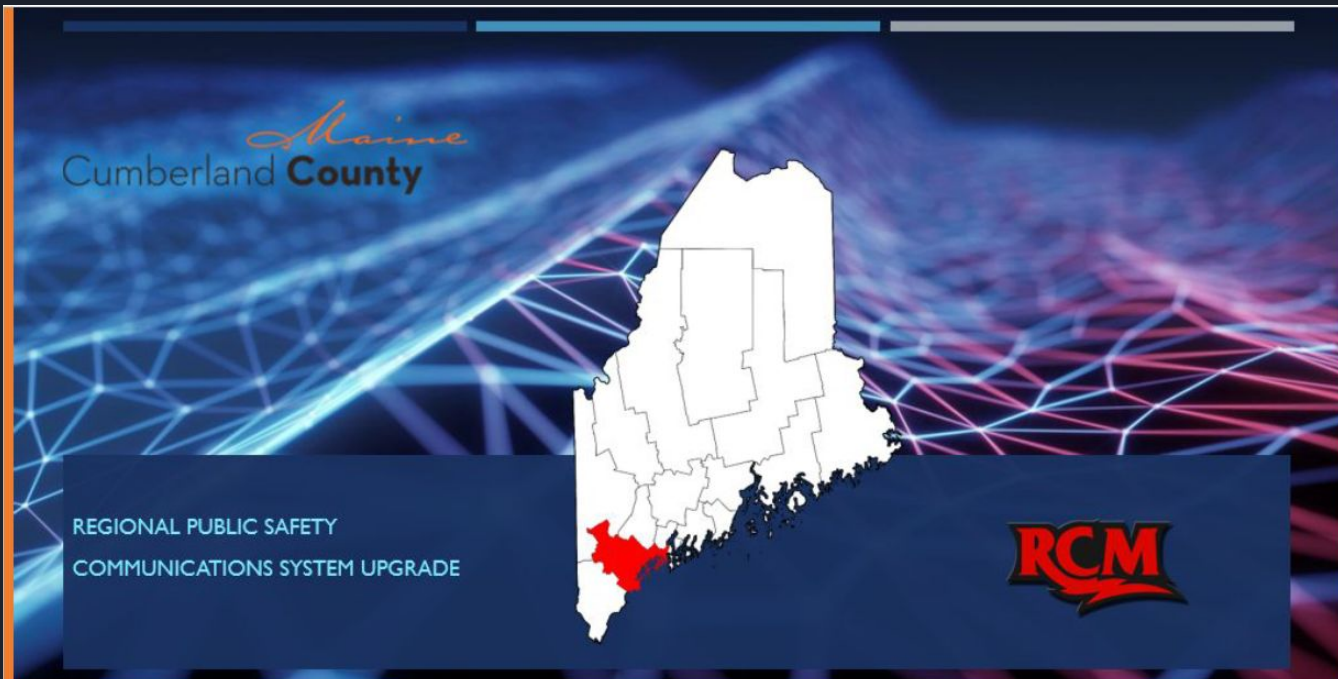 Maine
Cumberland County
REGIONAL PUBLIC SAFETY
COMMUNICATIONS SYSTEM UPGRADE
RCM